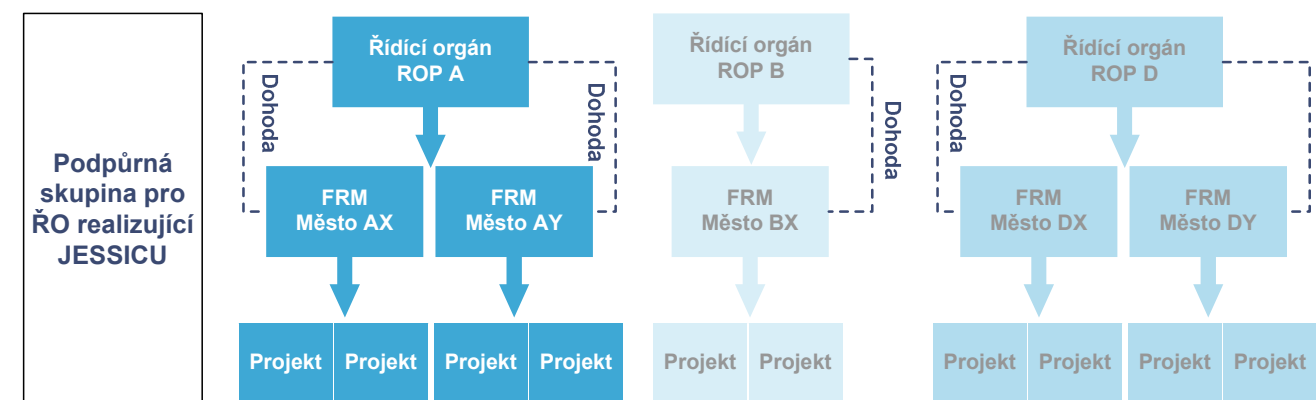 Podpůrná
skupina pro
ŘO realizující
JESSICU
Řídící orgán
ROP A
Dohoda
Dohoda
FRM
Město AX
FRM
Město AY
Projekt
Projekt
Projekt
Projekt
Řídící orgán
ROP B
Dohoda
FRM
Město BX
Projekt
Projekt
Řídící orgán
ROP D
Dohoda
Dohoda
FRM
Město DX
FRM
Město DY
Projekt
Projekt
Projekt
Projekt